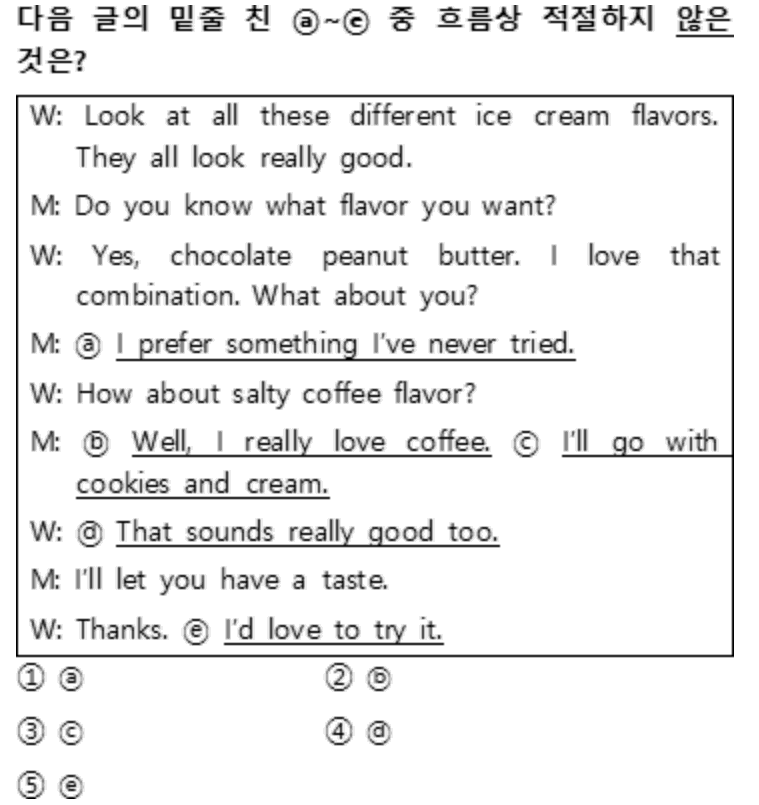 다음 글의 밑줄 친 ⓐ~ⓔ 중 흐름상 적절하지 않은
것은?
W: Look at all these different ice cream flavors.
They all look really good.
M: Do you know what flavor you want?
W: Yes, chocolate peanut butter. I love that
combination. What about you?
M: ⓐ I prefer something I've never tried.
W: How about salty coffee flavor?
M: ⓑ Well, I really love coffee. ⓒ I'll go with
cookies and cream.
W: ⓓ That sounds really good too.
M: I'll let you have a taste.
W: Thanks. ⓔ I'd love to try it.
① ⓐ ② ⓑ
③ ⓒ ④ ⓓ
⑤ ⓔ